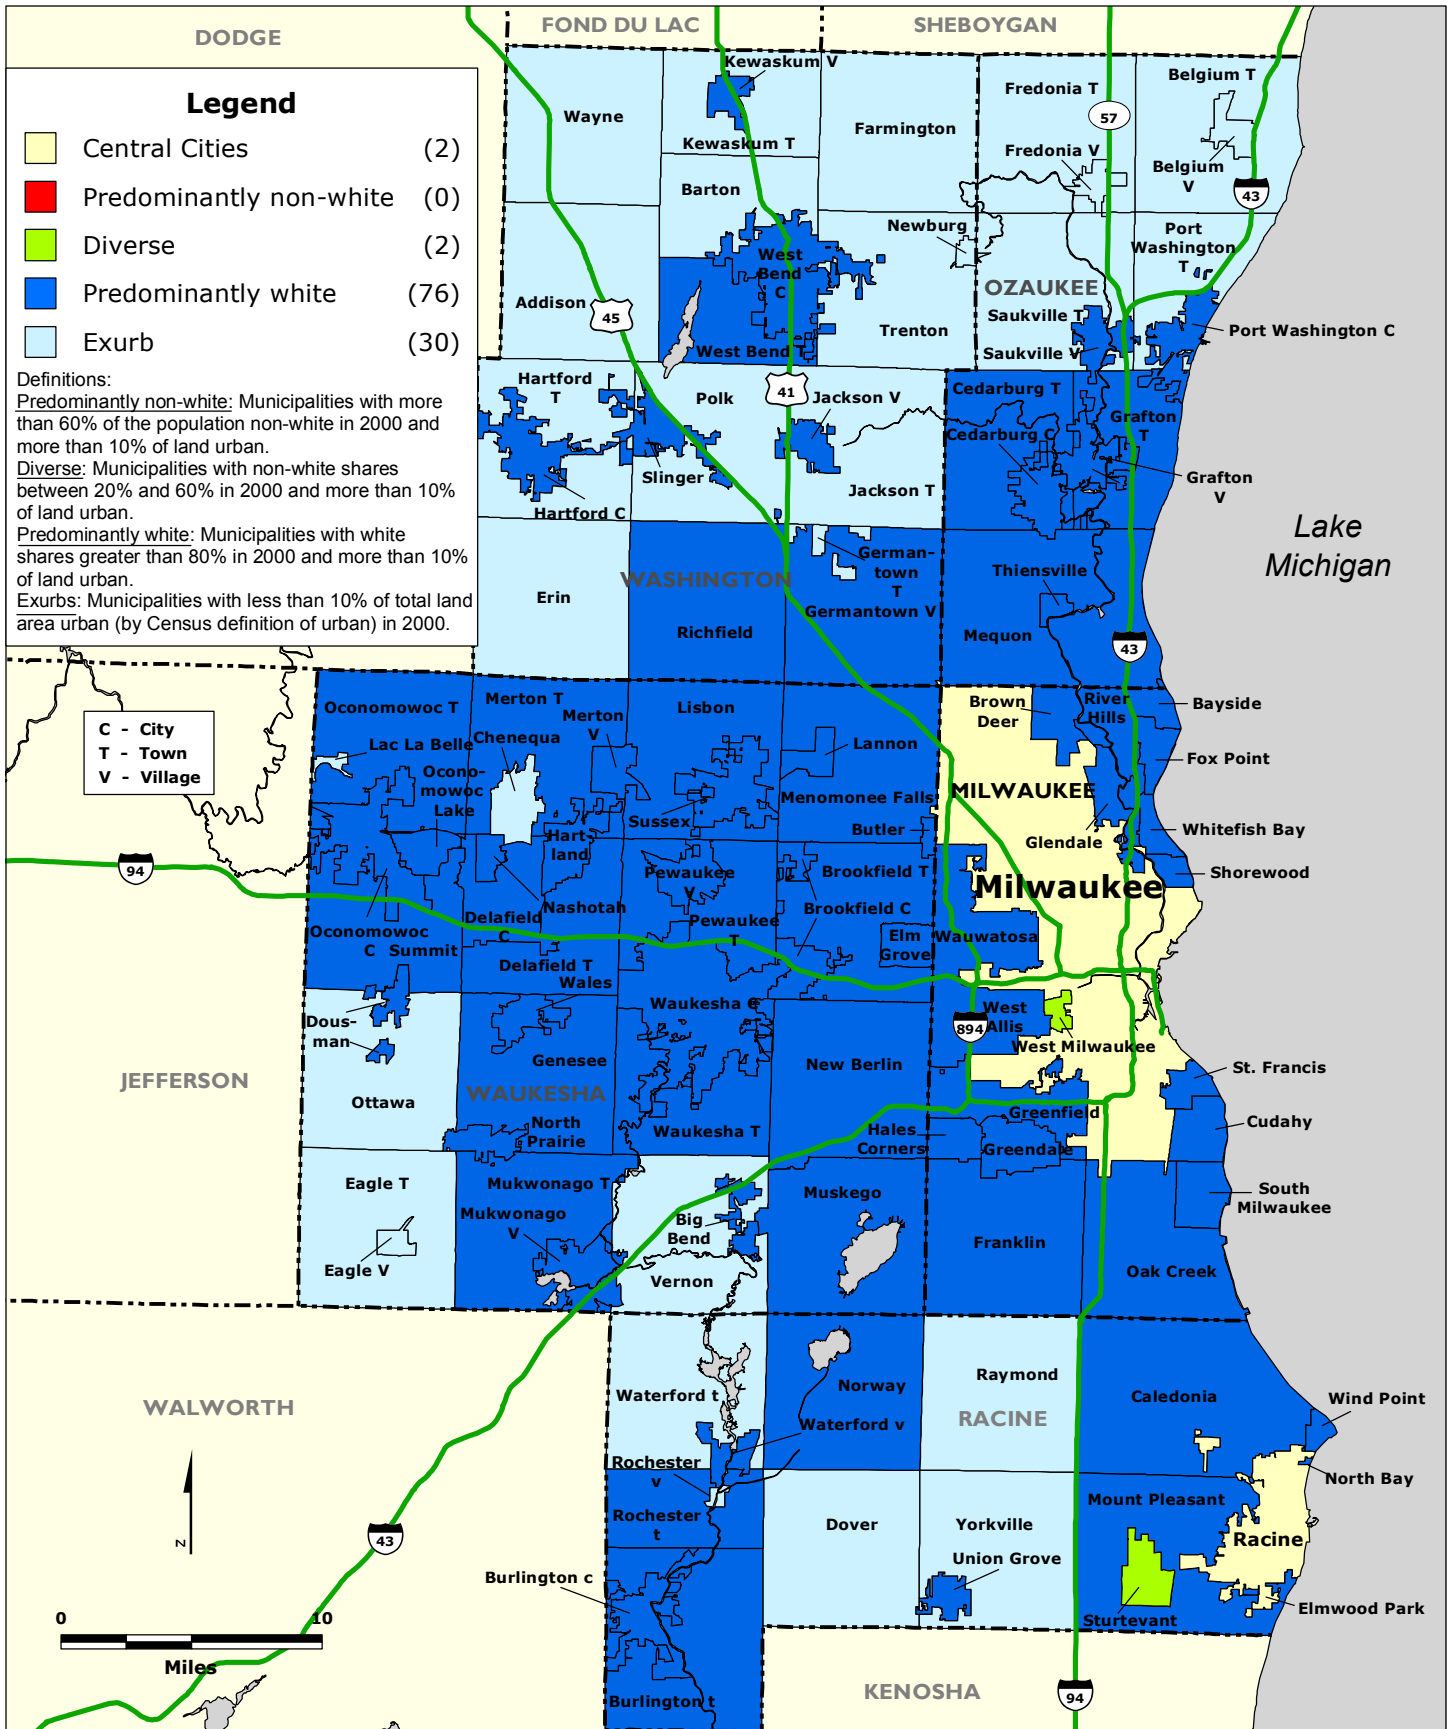 DODGE
FOND DU LAC
SHEBOYGAN
Legend
Central Cities (2)
Predominantly non-white (0)
Diverse (2)
Predominantly white (76)
Exurb (30)
Definitions:
Predominantly non-white: Municipalities with more
than 60% of the population non-white in 2000 and
more than 10% of land urban.
Diverse: Municipalities with non-white shares
between 20% and 60% in 2000 and more than 10%
of land urban.
Predominantly white: Municipalities with white
shares greater than 80% in 2000 and more than 10%
of land urban.
Exurbs: Municipalities with less than 10% of total land
area urban (by Census definition of urban) in 2000.
C - City
T - Town
V - Village
Kewaskum V
Wayne
Kewaskum T
Farmington
Fredonia T
Belgium T
57
Fredonia V
Belgium
V
43
Barton
Newburg
Port
Washington
T
West
Bend
C
OZAUKEE
Addison
45
Trenton
Saukville T
Port Washington C
West Bend T
Saukville V
Hartford
T
Polk
41
Jackson V
Cedarburg T
Grafton
T
Cedarburg C
Slinger
Jackson T
Grafton
V
Hartford C
Lake
Michigan
WASHINGTON
German-
town
T
Thiensville
Erin
Germantown V
Richfield
Mequon
43
Oconomowoc T
Merton T
Merton
V
Lisbon
Brown
Deer
River
Hills
Bayside
Lac La Belle
Chenequa
Lannon
Fox Point
Ocono-
mowoc
Lake
MILWAUKEE
Menomonee Falls
Sussex
Butler
Whitefish Bay
Hart-
land
Glendale
94
Pewaukee
V
Brookfield T
Shorewood
Milwaukee
Nashotah
Brookfield C
Delafield
C
Pewaukee
T
Oconomowoc
C
Summit
Elm
Grove
Wauwatosa
Delafield T
Wales
Waukesha C
West
Allis
894
Dous-
man
West Milwaukee
Genesee
New Berlin
St. Francis
JEFFERSON
WAUKESHA
Ottawa
Greenfield
Cudahy
North
Prairie
Waukesha T
Hales
Corners
Greendale
Eagle T
Mukwonago T
Muskego
South
Milwaukee
Mukwonago
V
Big
Bend
Franklin
Eagle V
Vernon
Oak Creek
WALWORTH
Waterford t
Norway
Raymond
Caledonia
Wind Point
RACINE
Waterford v
Rochester
v
North Bay
Rochester
t
Dover
Yorkville
Mount Pleasant
Racine
N
43
Union Grove
Burlington c
Elmwood Park
Sturtevant
0 10
Miles
Burlington t
KENOSHA
94